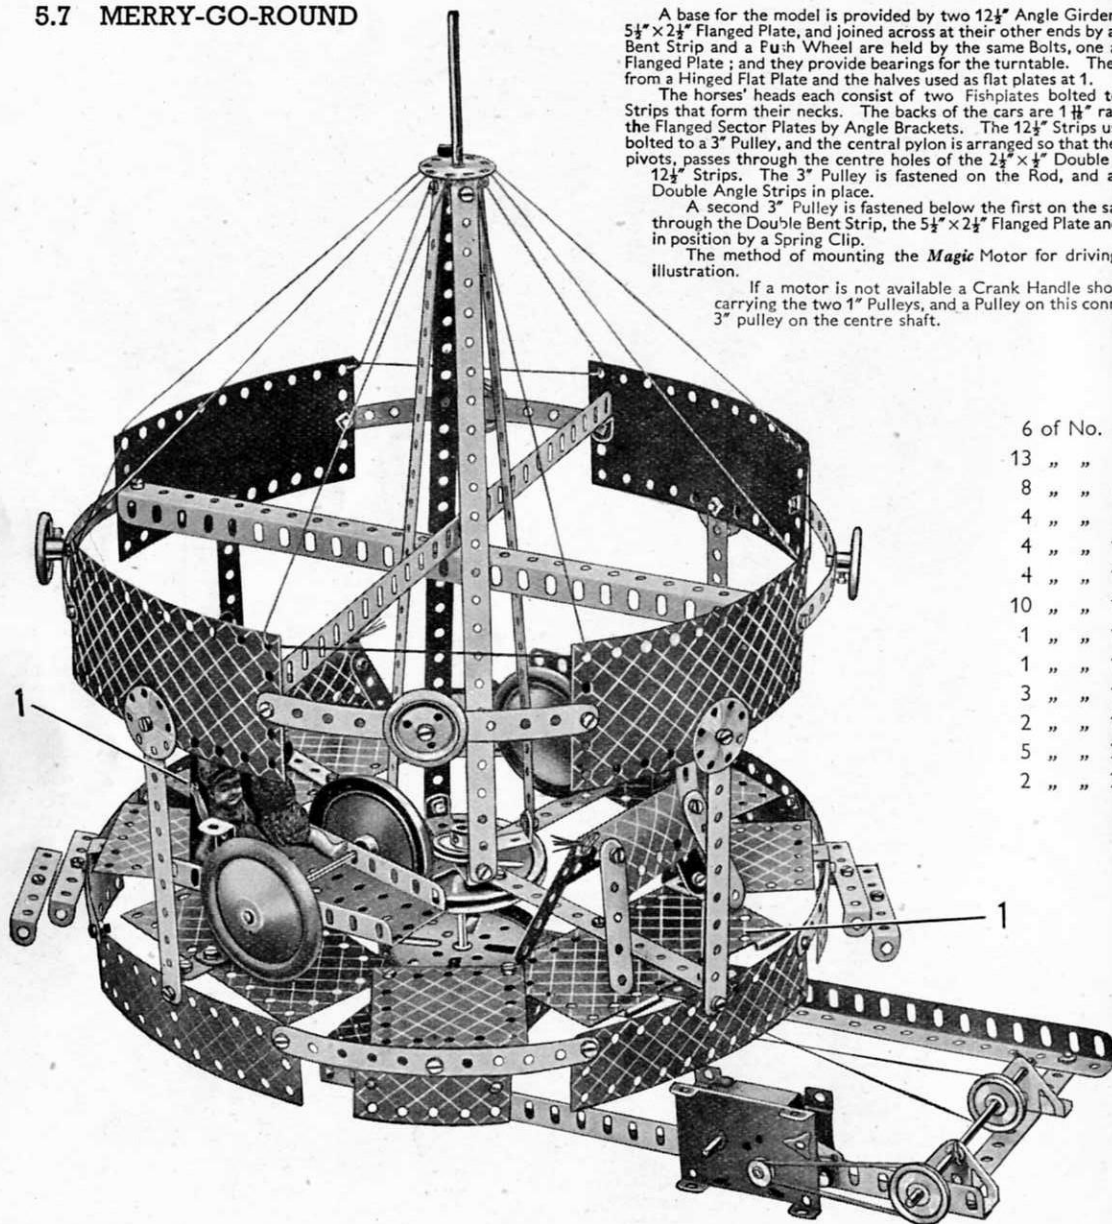 5.7 MERRY-GO-ROUND
A base for the model is provided by two 12½″ Angle Girder
5½″ × 2½″ Flanged Plate, and joined across at their other ends by a
Bent Strip and a Push Wheel are held by the same Bolts, one
Flanged Plate ; and they provide bearings for the turntable. The
from a Hinged Flat Plate and the halves used as flat plates at 1.
The horses' heads each consist of two Fishplates bolted t
Strips that form their necks. The backs of the cars are 1 11/16″ ra
the Flanged Sector Plates by Angle Brackets. The 12½″ Strips u
bolted to a 3″ Pulley, and the central pylon is arranged so that the
pivots, passes through the centre holes of the 2½″ × ½″ Double
12½″ Strips. The 3″ Pulley is fastened on the Rod, and a
Double Angle Strips in place.
A second 3″ Pulley is fastened below the first on the sa
through the Double Bent Strip, the 5½″ × 2½″ Flanged Plate and
in position by a Spring Clip.
The method of mounting the Magic Motor for driving
illustration.
If a motor is not available a Crank Handle sho
carrying the two 1″ Pulleys, and a Pulley on this conn
3″ pulley on the centre shaft.
6 of No.
13 ,, ,,
8 ,, ,,
4 ,, ,,
4 ,, ,,
4 ,, ,,
10 ,, ,,
1 ,, ,,
1 ,, ,,
3 ,, ,,
2 ,, ,,
5 ,, ,,
2 ,, ,,
1
1